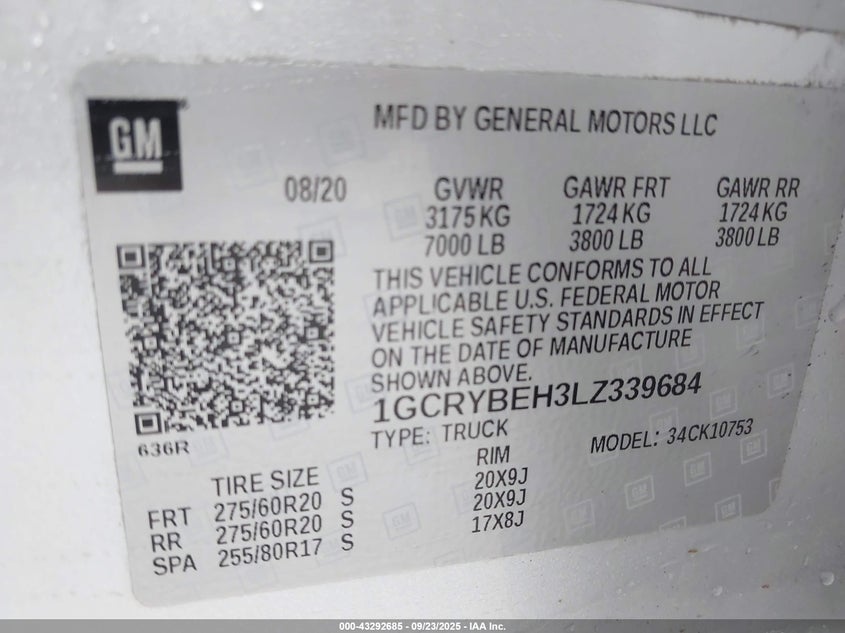 GM
MFD BY GENERAL MOTORS LLC
08/20 GVWR GAWR FRT GAWR RR
3175 KG 1724 KG 1724 KG
7000 LB 3800 LB 3800 LB
THIS VEHICLE CONFORMS TO ALL
APPLICABLE U.S. FEDERAL MOTOR
VEHICLE SAFETY STANDARDS IN EFFECT
ON THE DATE OF MANUFACTURE
SHOWN ABOVE.
1GCRYBEH3LZ339684
TYPE: TRUCK MODEL: 34CK10753
636R
TIRE SIZE RIM
FRT 275/60R20 S 20X9J
RR 275/60R20 S 20X9J
SPA 255/80R17 S 17X8J
000-43292685 - 09/23/2025 - IAA Inc.